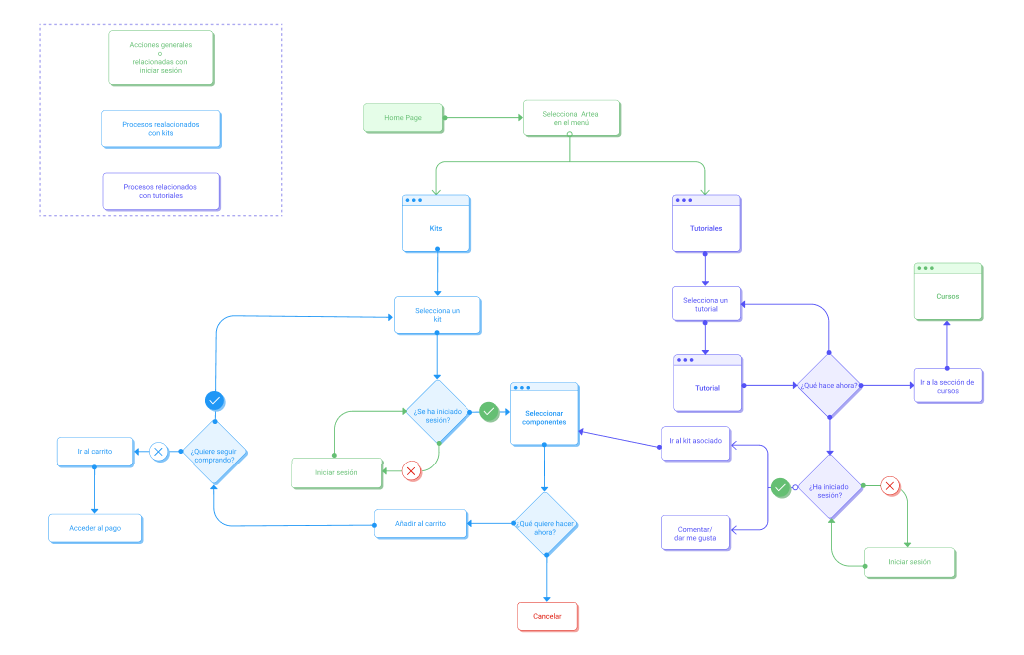 Acciones generales
o
relacionadas con
iniciar sesión
Procesos realacionados
con kits
Procesos relacionados
con tutoriales
Home Page
Selecciona Artea
en el menú
Kits
Tutoriales
Selecciona un
kit
Selecciona un
tutorial
Cursos
Tutorial
¿Qué hace ahora?
Ir a la sección de
cursos
¿Se ha iniciado
sesión?
Seleccionar
componentes
Iniciar sesión
¿Quiere seguir
comprando?
Ir al carrito
Acceder al pago
Añadir al carrito
¿Qué quiere hacer
ahora?
Cancelar
Ir al kit asociado
¿Ha iniciado
sesión?
Comentar/
dar me gusta
Iniciar sesión